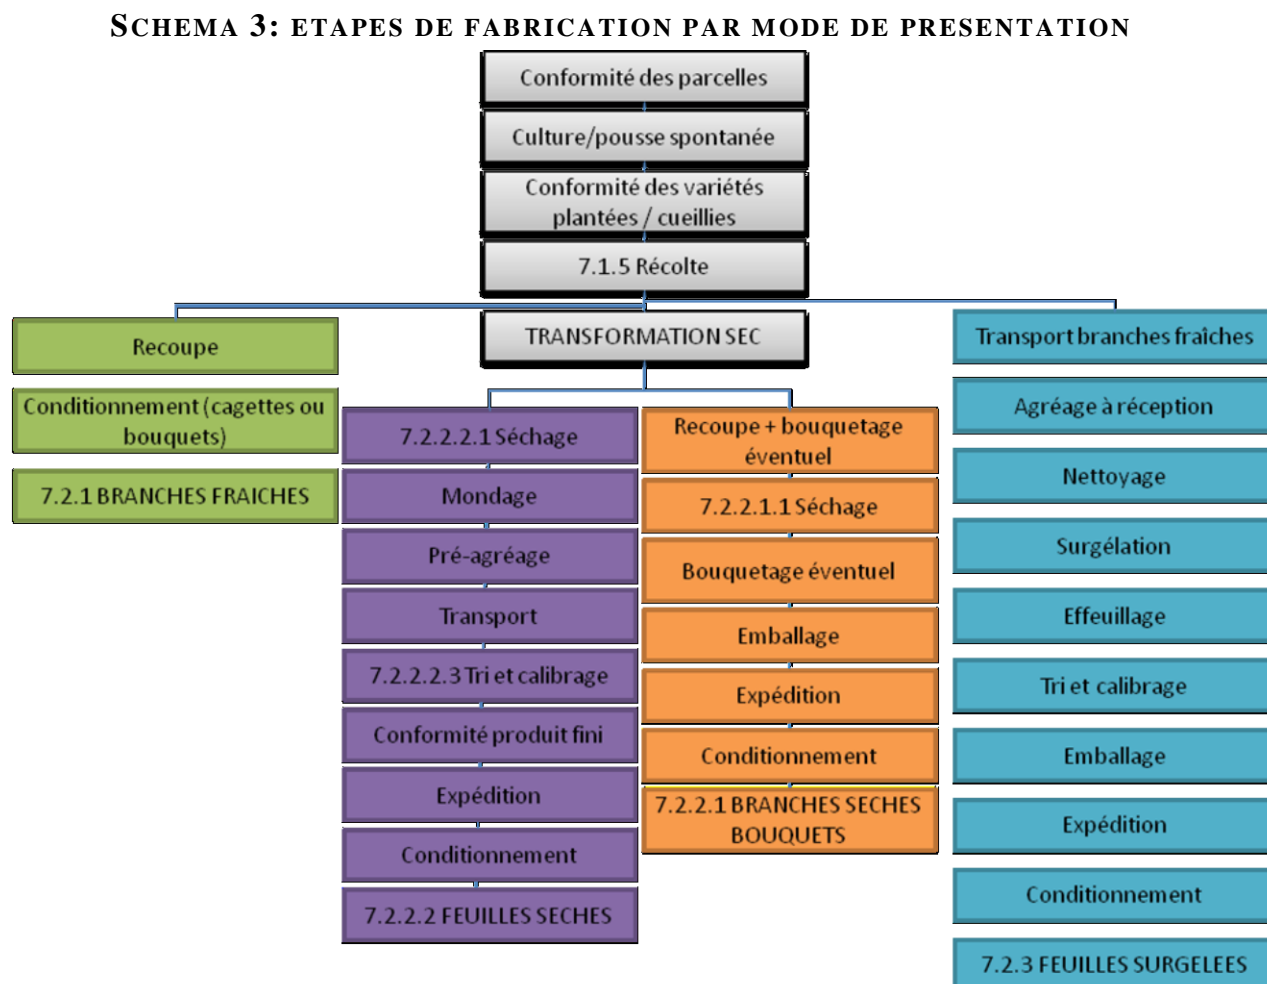 SCHEMA 3: ETAPES DE FABRICATION PAR MODE DE PRESENTATION
Conformité des parcelles
Culture/pousse spontanée
Conformité des variétés
plantées / cueillies
7.1.5 Récolte
Recoupe
Conditionnement (cagettes ou
bouquets)
7.2.1 BRANCHES FRAICHES
TRANSFORMATION SEC
7.2.2.2.1 Séchage
Mondage
Pré-agréage
Transport
7.2.2.2.3 Tri et calibrage
Conformité produit fini
Expédition
Conditionnement
7.2.2.2 FEUILLES SECHES
Recoupe + bouquetage
éventuel
7.2.2.1.1 Séchage
Bouquetage éventuel
Emballage
Expédition
Conditionnement
7.2.2.1 BRANCHES SECHES
BOUQUETS
Transport branches fraîches
Agréage à réception
Nettoyage
Surgélation
Effeuillage
Tri et calibrage
Emballage
Expédition
Conditionnement
7.2.3 FEUILLES SURGELEES